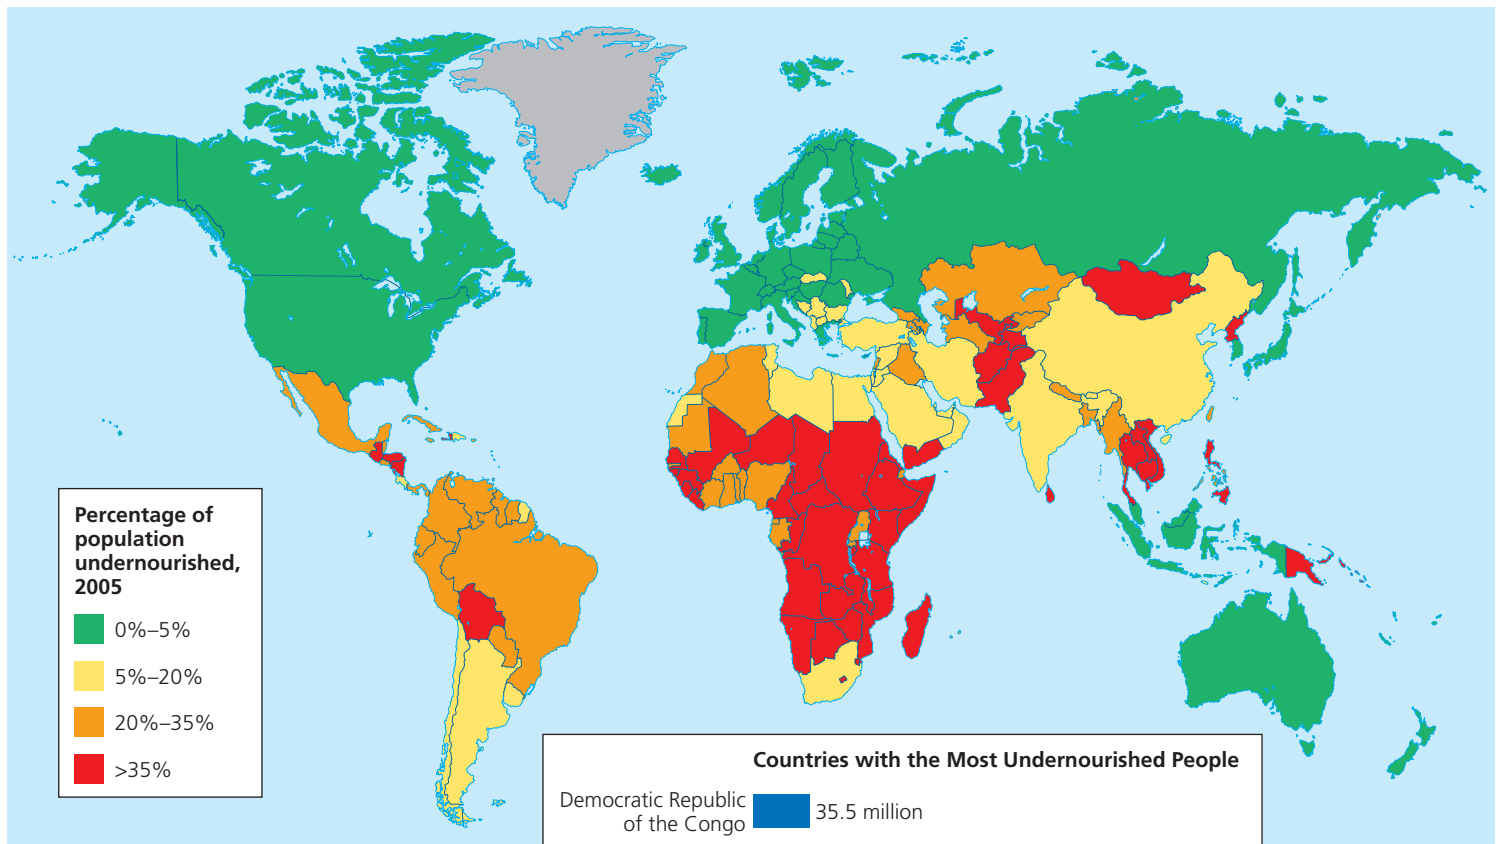 Percentage of
population
undernourished,
2005
0%–5%
5%–20%
20%–35%
>35%
Countries with the Most Undernourished People
Democratic Republic
of the Congo
35.5 million